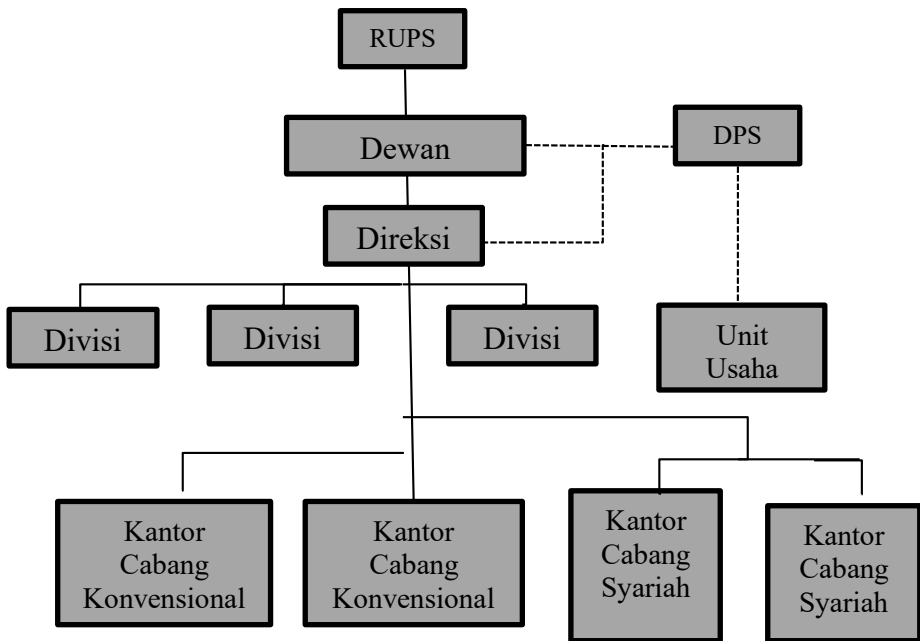 RUPS
Dewan
DPS
Direksi
Divisi
Divisi
Divisi
Unit
Usaha
Kantor
Cabang
Konvensional
Kantor
Cabang
Konvensional
Kantor
Cabang
Syariah
Kantor
Cabang
Syariah